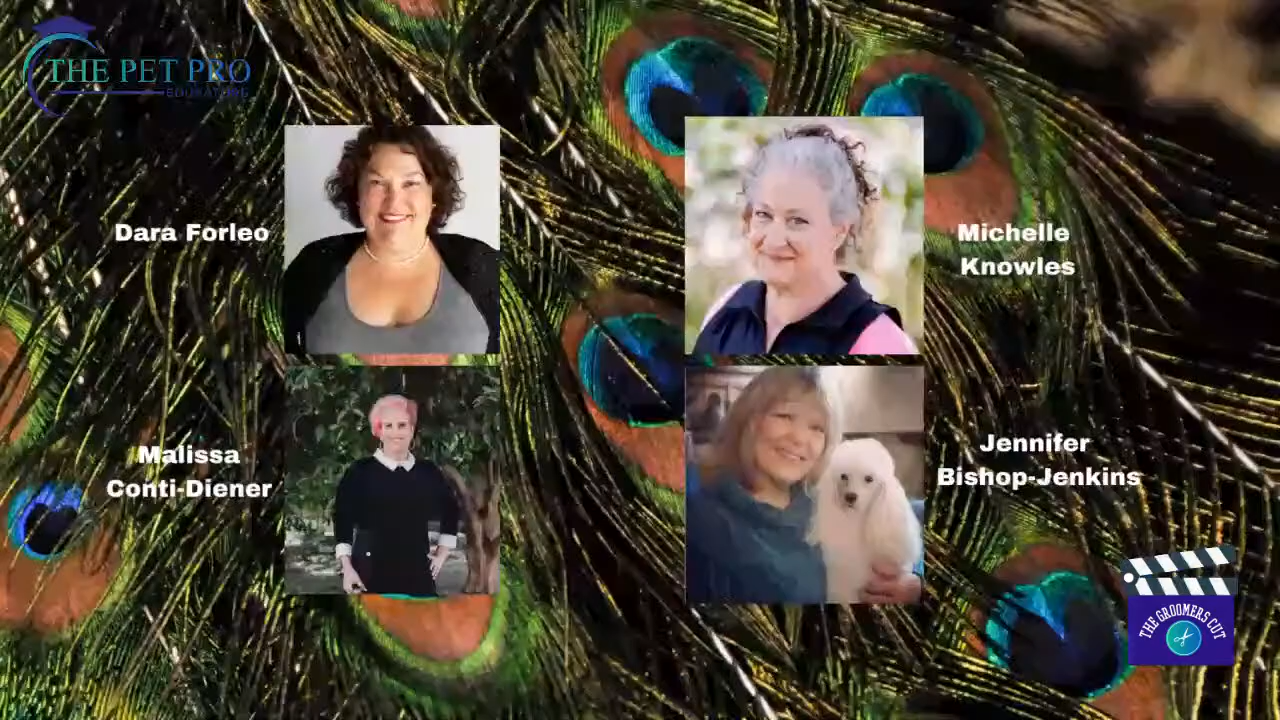 THE PET PRO
EDUCATORS
Dara Forleo
Michelle
Knowles
Malissa
Conti-Diener
Jennifer
Bishop-Jenkins
THE GROOMERS CUT